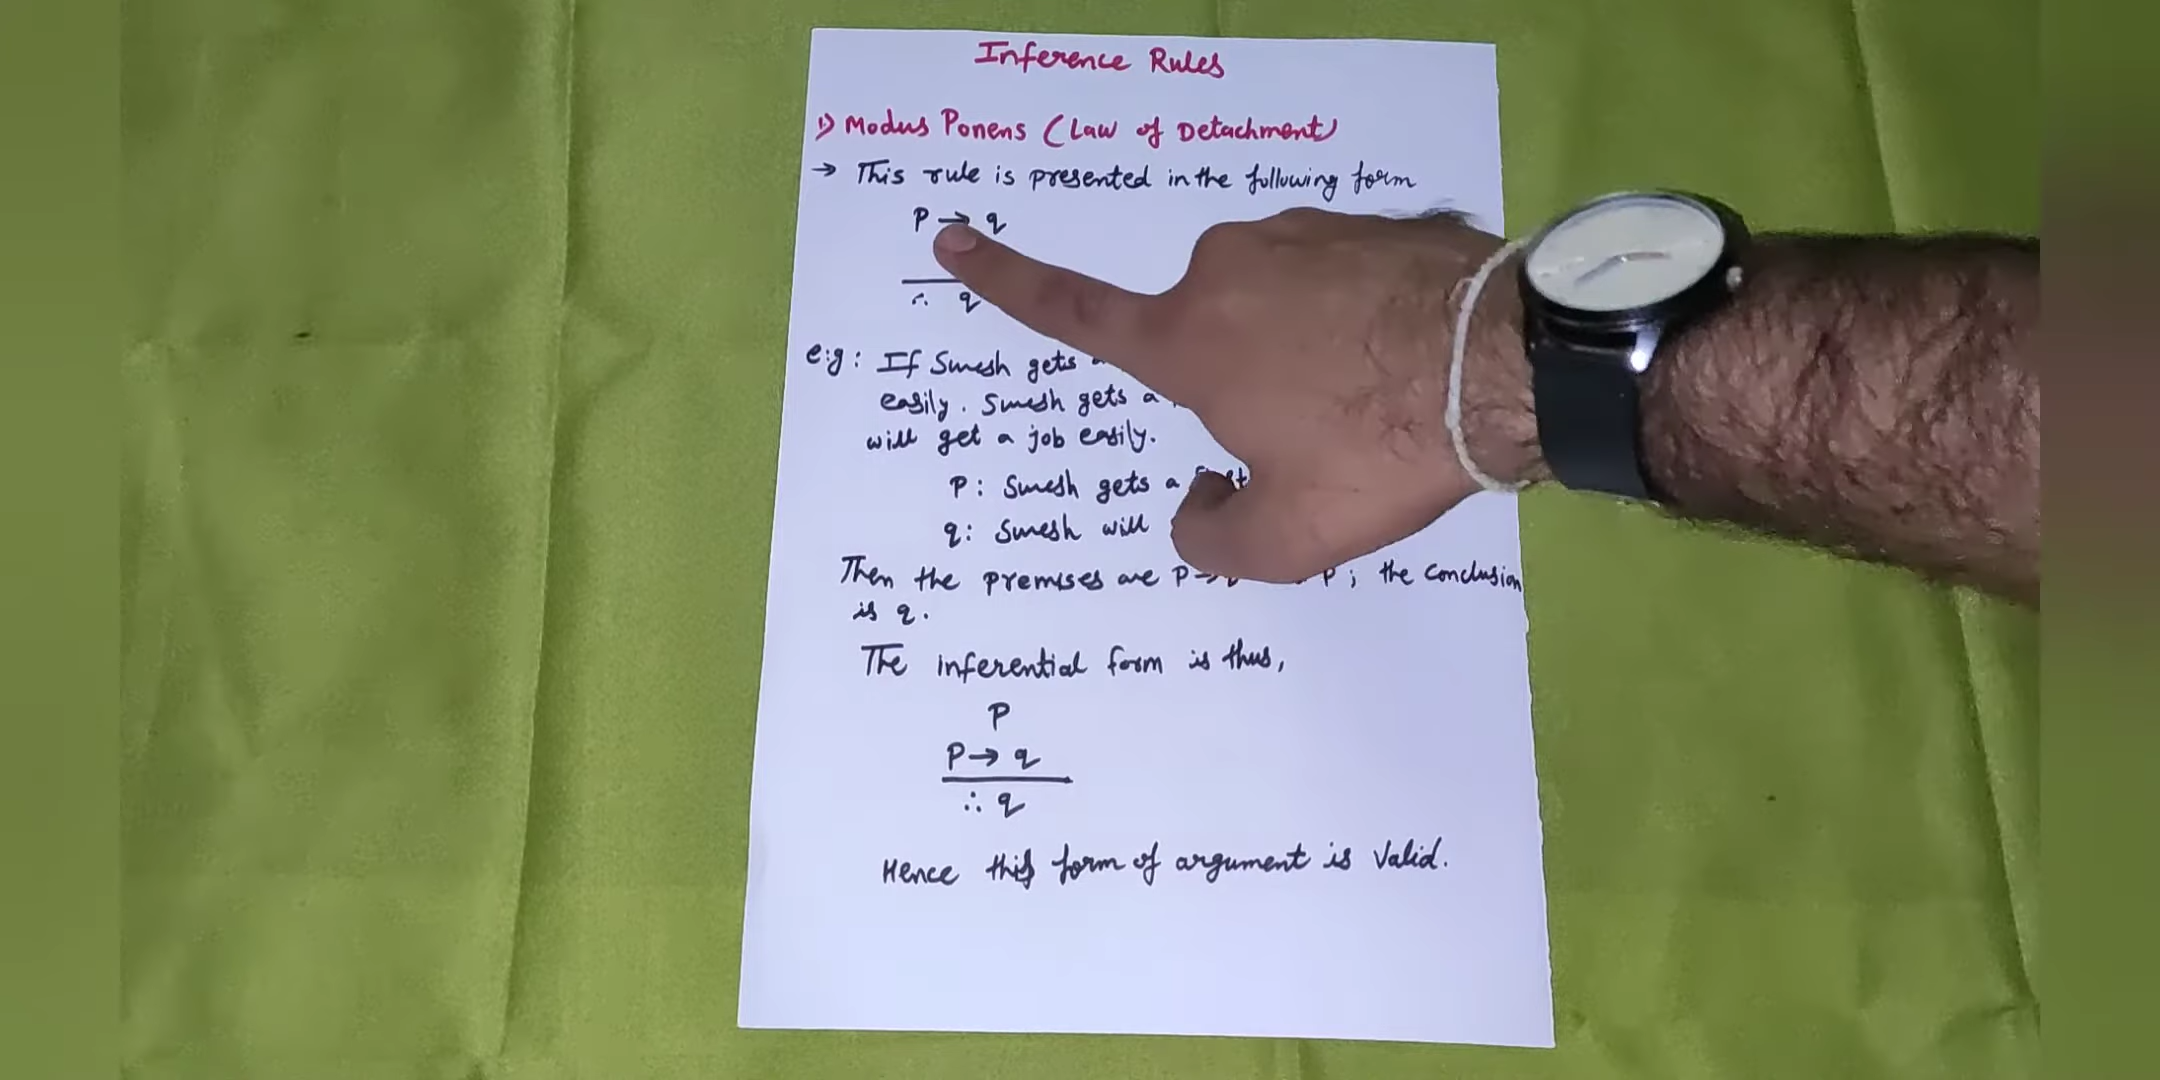 Inference Rules
1) Modus Ponens (Law of Detachment)
→ This rule is presented in the following form
P → q
∴ q
e:g: If Suresh gets
easily. Suresh gets a
will get a job easily.
P: Suresh gets a
q: Suresh will
Then the premises are P→q P; the conclusion
is q.
The inferential form is thus,
P
P → q
∴ q
Hence this form of argument is Valid.